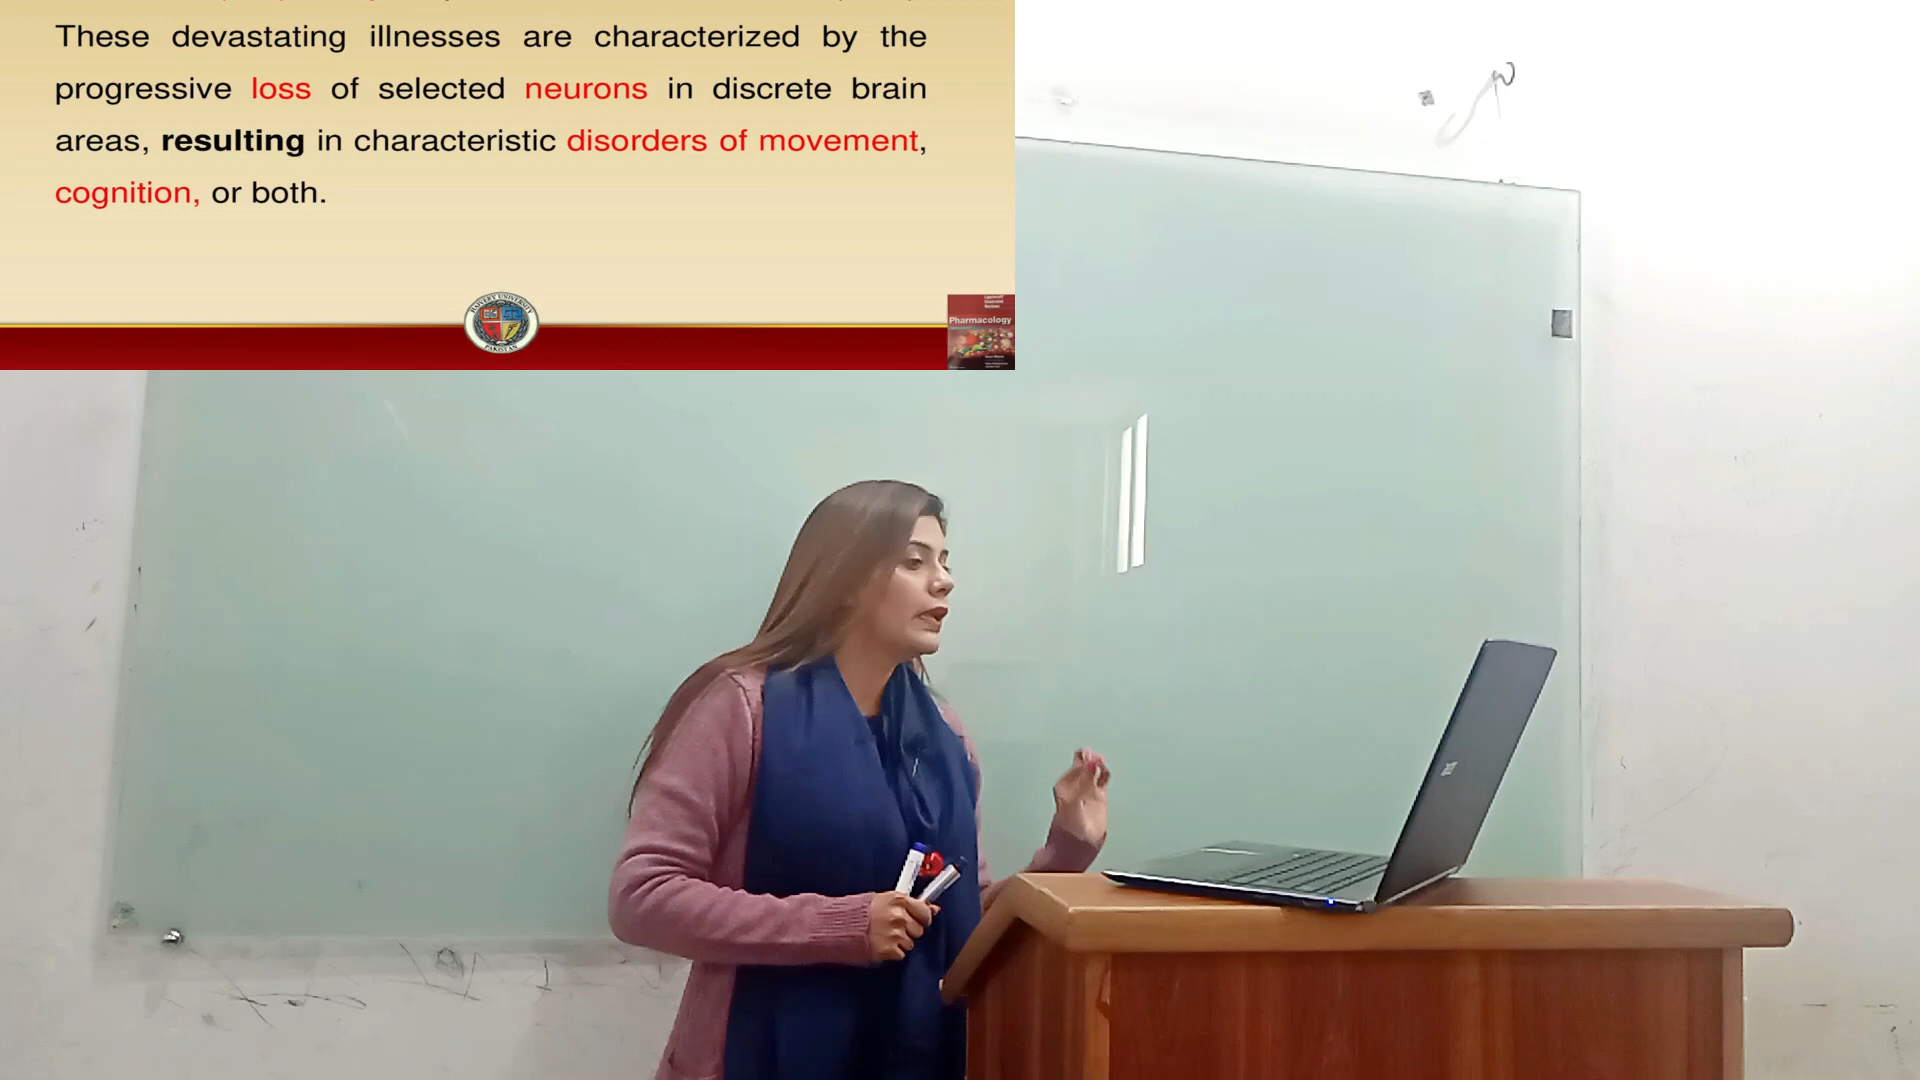 These devastating illnesses are characterized by the
progressive loss of selected neurons in discrete brain
areas, resulting in characteristic disorders of movement,
cognition, or both.
PAKISTAN
Pharmacology